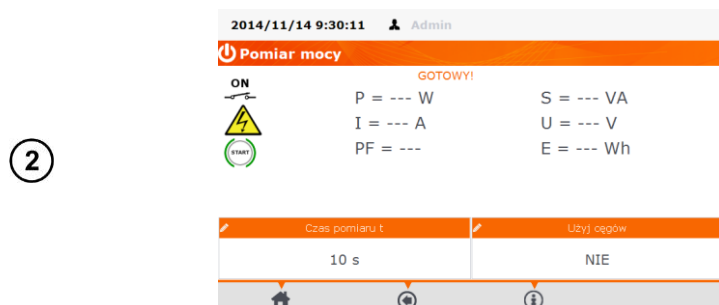 2014/11/14 9:30:11 Admin
Pomiar mocy
GOTOWY!
ON
P = --- W S = --- VA
I = --- A U = --- V
START
PF = --- E = --- Wh
2
Czas pomiaru t Użyj cęgów
10 s NIE